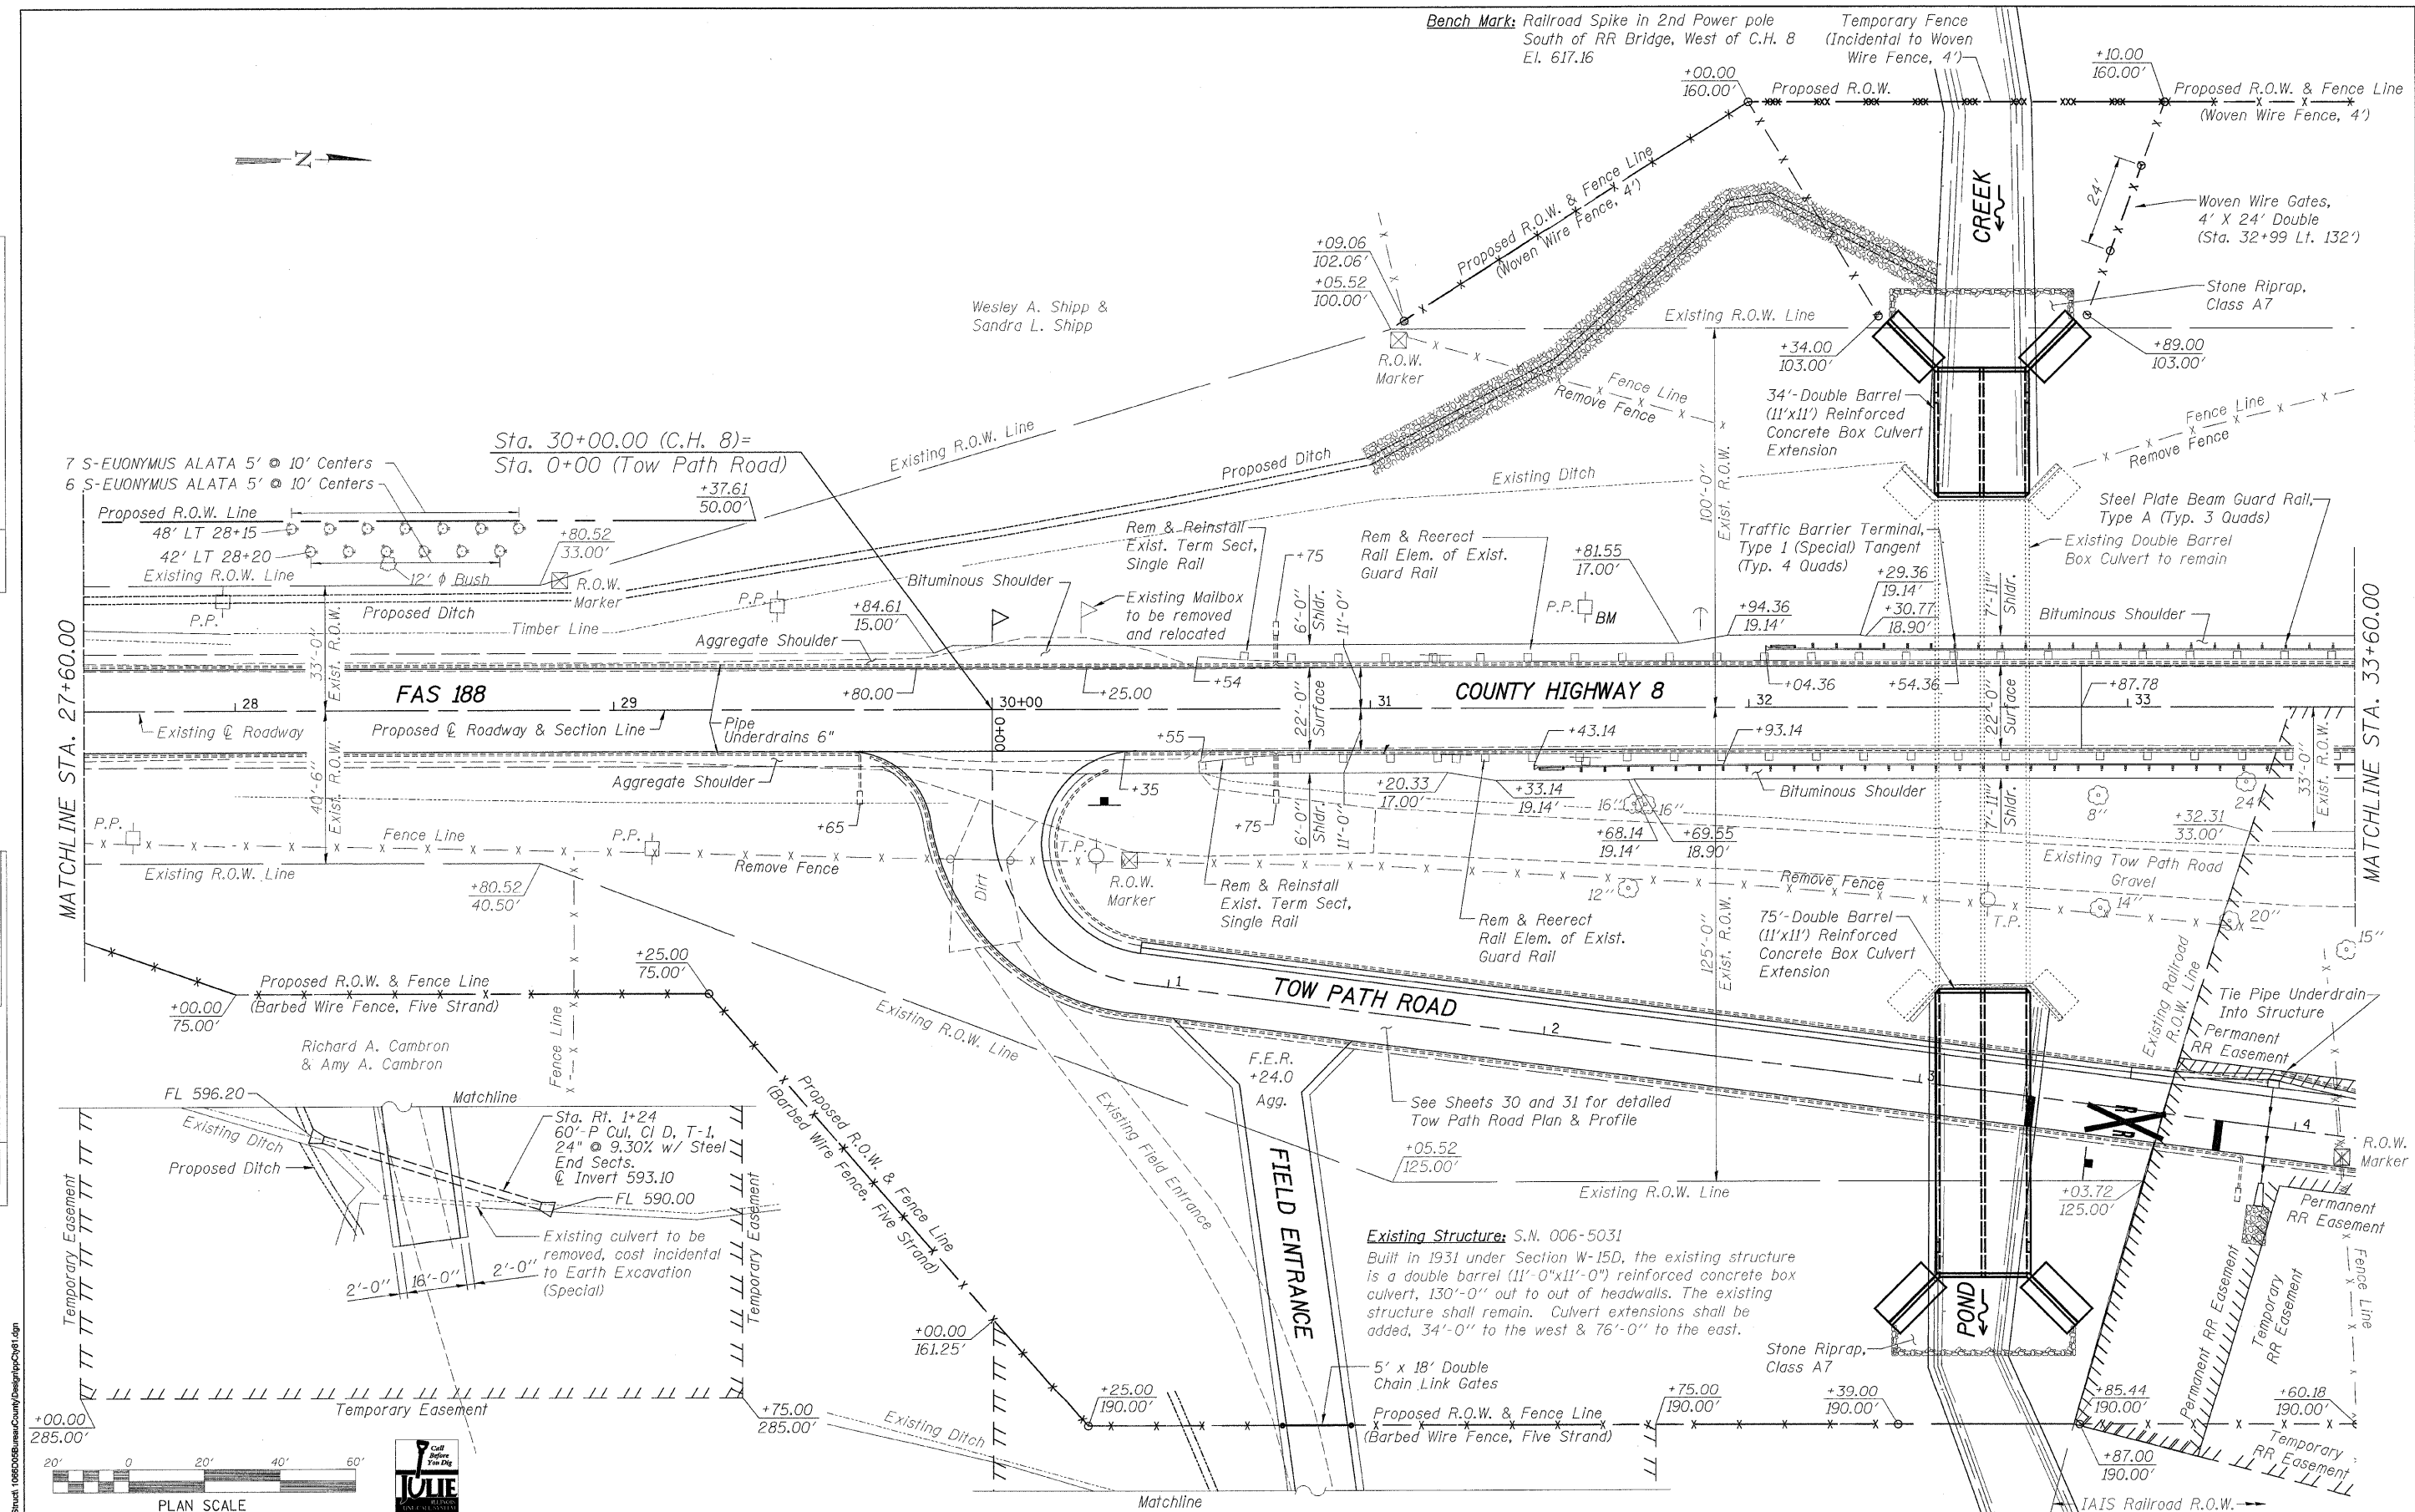 Bench Mark: Railroad Spike in 2nd Power pole
South of RR Bridge, West of C.H. 8
El. 617.16
Temporary Fence
(Incidental to Woven
Wire Fence, 4')
+00.00
160.00'
Proposed R.O.W.
+10.00
160.00'
Proposed R.O.W. & Fence Line
(Woven Wire Fence, 4')
N
Proposed R.O.W. & Fence Line
(Woven Wire Fence, 4')
CREEK
24'
Woven Wire Gates,
4' X 24' Double
(Sta. 32+99 Lt. 132')
+09.06
102.06'
+05.52
100.00'
Wesley A. Shipp &
Sandra L. Shipp
Stone Riprap,
Class A7
Existing R.O.W. Line
R.O.W.
Marker
+34.00
103.00'
+89.00
103.00'
Fence Line
Remove Fence
34'-Double Barrel
(11'x11') Reinforced
Concrete Box Culvert
Extension
Fence Line
Remove Fence
Sta. 30+00.00 (C.H. 8)=
Sta. 0+00 (Tow Path Road)
Existing R.O.W. Line
Proposed Ditch
Existing Ditch
100'-0"
Exist. R.O.W.
7 S-EUONYMUS ALATA 5' @ 10' Centers
6 S-EUONYMUS ALATA 5' @ 10' Centers
+37.61
50.00'
Proposed R.O.W. Line
48' LT 28+15
42' LT 28+20
Existing R.O.W. Line
12' φ Bush
+80.52
33.00'
R.O.W.
Marker
P.P.
Proposed Ditch
Timber Line
P.P.
+84.61
15.00'
Bituminous Shoulder
Rem & Reinstall
Exist. Term Sect,
Single Rail
+75
Existing Mailbox
to be removed
and relocated
Rem & Reerect
Rail Elem. of Exist.
Guard Rail
+81.55
17.00'
P.P.
BM
Traffic Barrier Terminal,
Type 1 (Special) Tangent
(Typ. 4 Quads)
Steel Plate Beam Guard Rail,
Type A (Typ. 3 Quads)
Existing Double Barrel
Box Culvert to remain
+29.36
19.14'
+30.77
18.90'
+94.36
19.14'
7'-11"
Shldr.
Bituminous Shoulder
6'-0"
Shldr.
11'-0"
Aggregate Shoulder
33'-0"
Exist. R.O.W.
MATCHLINE STA. 27+60.00
FAS 188
+80.00
+25.00
+54
COUNTY HIGHWAY 8
+04.36
+54.36
+87.78
28
29
30+00
31
32
33
Existing ℄ Roadway
Proposed ℄ Roadway & Section Line
Pipe
Underdrains 6"
0+00
22'-0"
Surface
22'-0"
Surface
MATCHLINE STA. 33+60.00
+55
+43.14
+93.14
Aggregate Shoulder
40'-6"
Exist. R.O.W.
+65
+35
+75
6'-0"
Shldr.
11'-0"
+20.33
17.00'
+33.14
19.14'
16"
16"
+68.14
19.14'
+69.55
18.90'
Bituminous Shoulder
7'-11"
Shldr.
8"
24"
33'-0"
Exist. R.O.W.
+32.31
33.00'
P.P.
Fence Line
P.P.
Remove Fence
T.P.
R.O.W.
Marker
Existing R.O.W. Line
+80.52
40.50'
Dirt
Rem & Reinstall
Exist. Term Sect,
Single Rail
Rem & Reerect
Rail Elem. of Exist.
Guard Rail
12"
Remove Fence
Existing Tow Path Road
Gravel
14"
T.P.
20"
15"
75'-Double Barrel
(11'x11') Reinforced
Concrete Box Culvert
Extension
125'-0"
Exist. R.O.W.
Existing Railroad
R.O.W. Line
+25.00
75.00'
Proposed R.O.W. & Fence Line
(Barbed Wire Fence, Five Strand)
+00.00
75.00'
Fence Line
Existing R.O.W. Line
1
TOW PATH ROAD
2
3
4
Tie Pipe Underdrain
Into Structure
Permanent
RR Easement
Richard A. Cambron
& Amy A. Cambron
FL 596.20
Matchline
Existing Ditch
Proposed Ditch
Sta. Rt. 1+24
60'-P Cul, Cl D, T-1,
24" @ 9.30% w/ Steel
End Sects.
℄ Invert 593.10
FL 590.00
Existing culvert to be
removed, cost incidental
to Earth Excavation
(Special)
2'-0"
16'-0"
2'-0"
Temporary Easement
Temporary Easement
Temporary Easement
Proposed R.O.W. & Fence Line
(Barbed Wire Fence, Five Strand)
Existing Field Entrance
F.E.R.
+24.0
Agg.
FIELD ENTRANCE
See Sheets 30 and 31 for detailed
Tow Path Road Plan & Profile
+05.52
125.00'
Existing R.O.W. Line
R R
R.O.W.
Marker
+03.72
125.00'
Permanent
RR Easement
Existing Structure: S.N. 006-5031
Built in 1931 under Section W-15D, the existing structure
is a double barrel (11'-0"x11'-0") reinforced concrete box
culvert, 130'-0" out to out of headwalls. The existing
structure shall remain. Culvert extensions shall be
added, 34'-0" to the west & 76'-0" to the east.
POND
Stone Riprap,
Class A7
Permanent RR Easement
Temporary
RR Easement
Fence Line
+00.00
161.25'
5' x 18' Double
Chain Link Gates
+25.00
190.00'
Proposed R.O.W. & Fence Line
(Barbed Wire Fence, Five Strand)
+75.00
190.00'
+39.00
190.00'
+85.44
190.00'
+60.18
190.00'
Temporary
RR Easement
+87.00
190.00'
IAIS Railroad R.O.W.
+00.00
285.00'
+75.00
285.00'
Existing Ditch
Matchline
20' 0 20' 40' 60'
PLAN SCALE
Call
Before
You Dig
JULIE